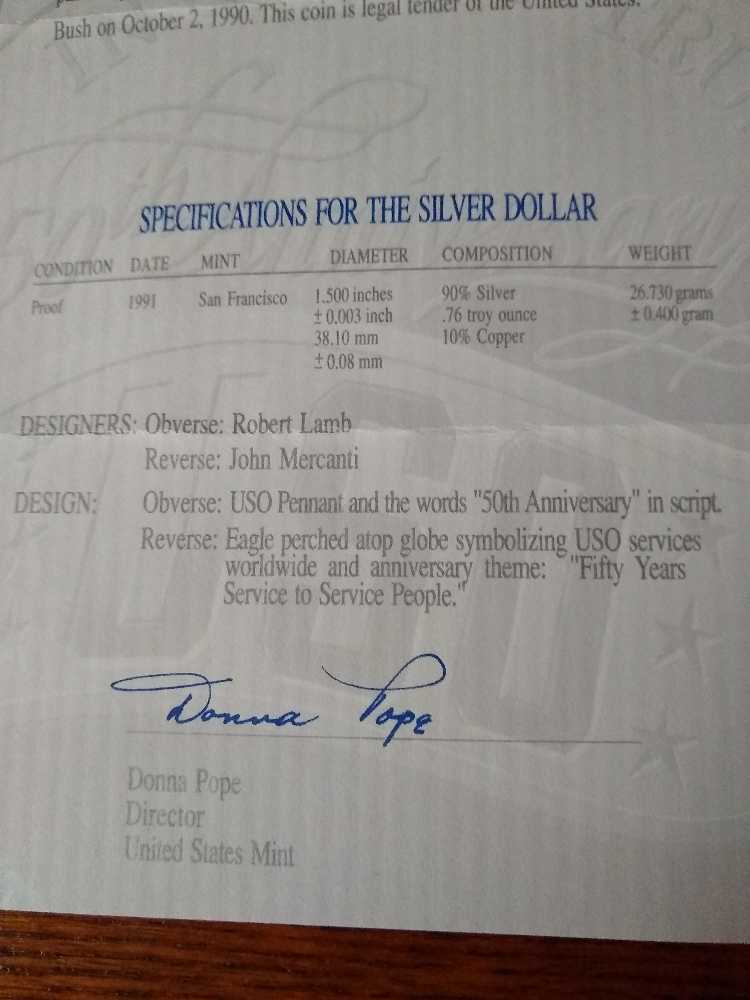 Bush on October 2, 1990. This coin is legal tender of the United States.
SPECIFICATIONS FOR THE SILVER DOLLAR
CONDITION DATE MINT DIAMETER COMPOSITION WEIGHT
Proof 1991 San Francisco 1.500 inches 90% Silver 26.730 grams
± 0.003 inch .76 troy ounce ± 0.400 gram
38.10 mm 10% Copper
± 0.08 mm
DESIGNERS: Obverse: Robert Lamb
Reverse: John Mercanti
DESIGN: Obverse: USO Pennant and the words "50th Anniversary" in script.
Reverse: Eagle perched atop globe symbolizing USO services
worldwide and anniversary theme: "Fifty Years
Service to Service People."
Donna Pope
Donna Pope
Director
United States Mint
USO